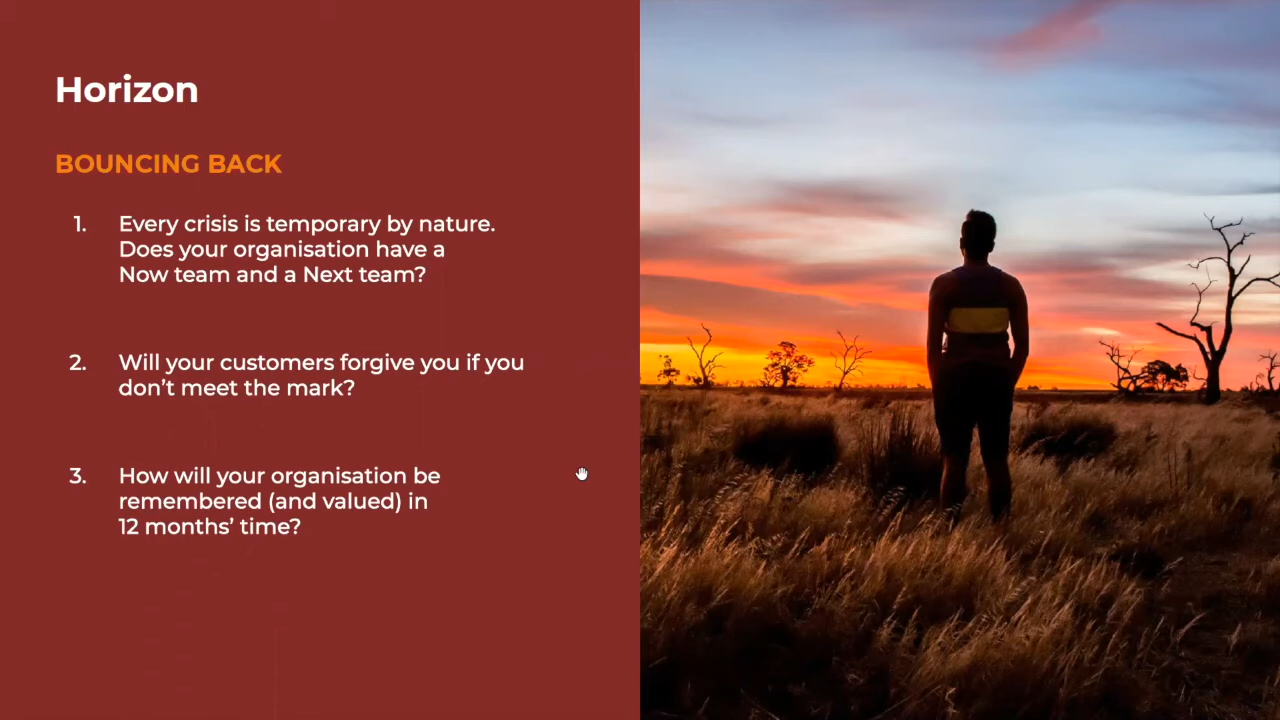 Horizon
BOUNCING BACK
1. Every crisis is temporary by nature.
Does your organisation have a
Now team and a Next team?
2. Will your customers forgive you if you
don’t meet the mark?
3. How will your organisation be
remembered (and valued) in
12 months’ time?